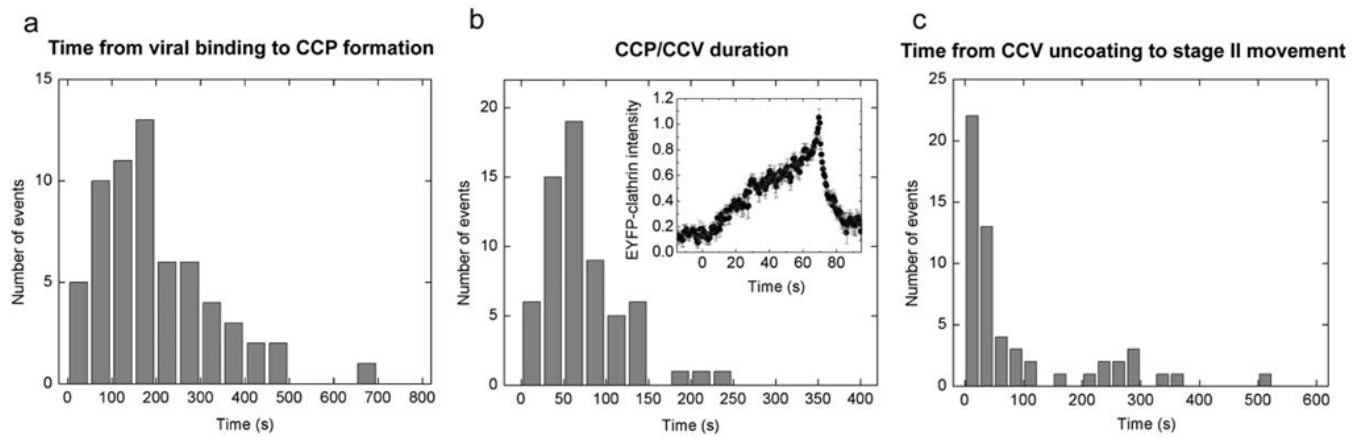 a
Time from viral binding to CCP formation
15
10
5
0
Number of events
0 100 200 300 400 500 600 700 800
Time (s)
b
CCP/CCV duration
20
15
10
5
0
Number of events
0 50 100 150 200 250 300 350 400
Time (s)
1.2
1.0
0.8
0.6
0.4
0.2
0.0
EYFP-clathrin intensity
0 20 40 60 80
Time (s)
c
Time from CCV uncoating to stage II movement
25
20
15
10
5
0
Number of events
0 100 200 300 400 500 600
Time (s)